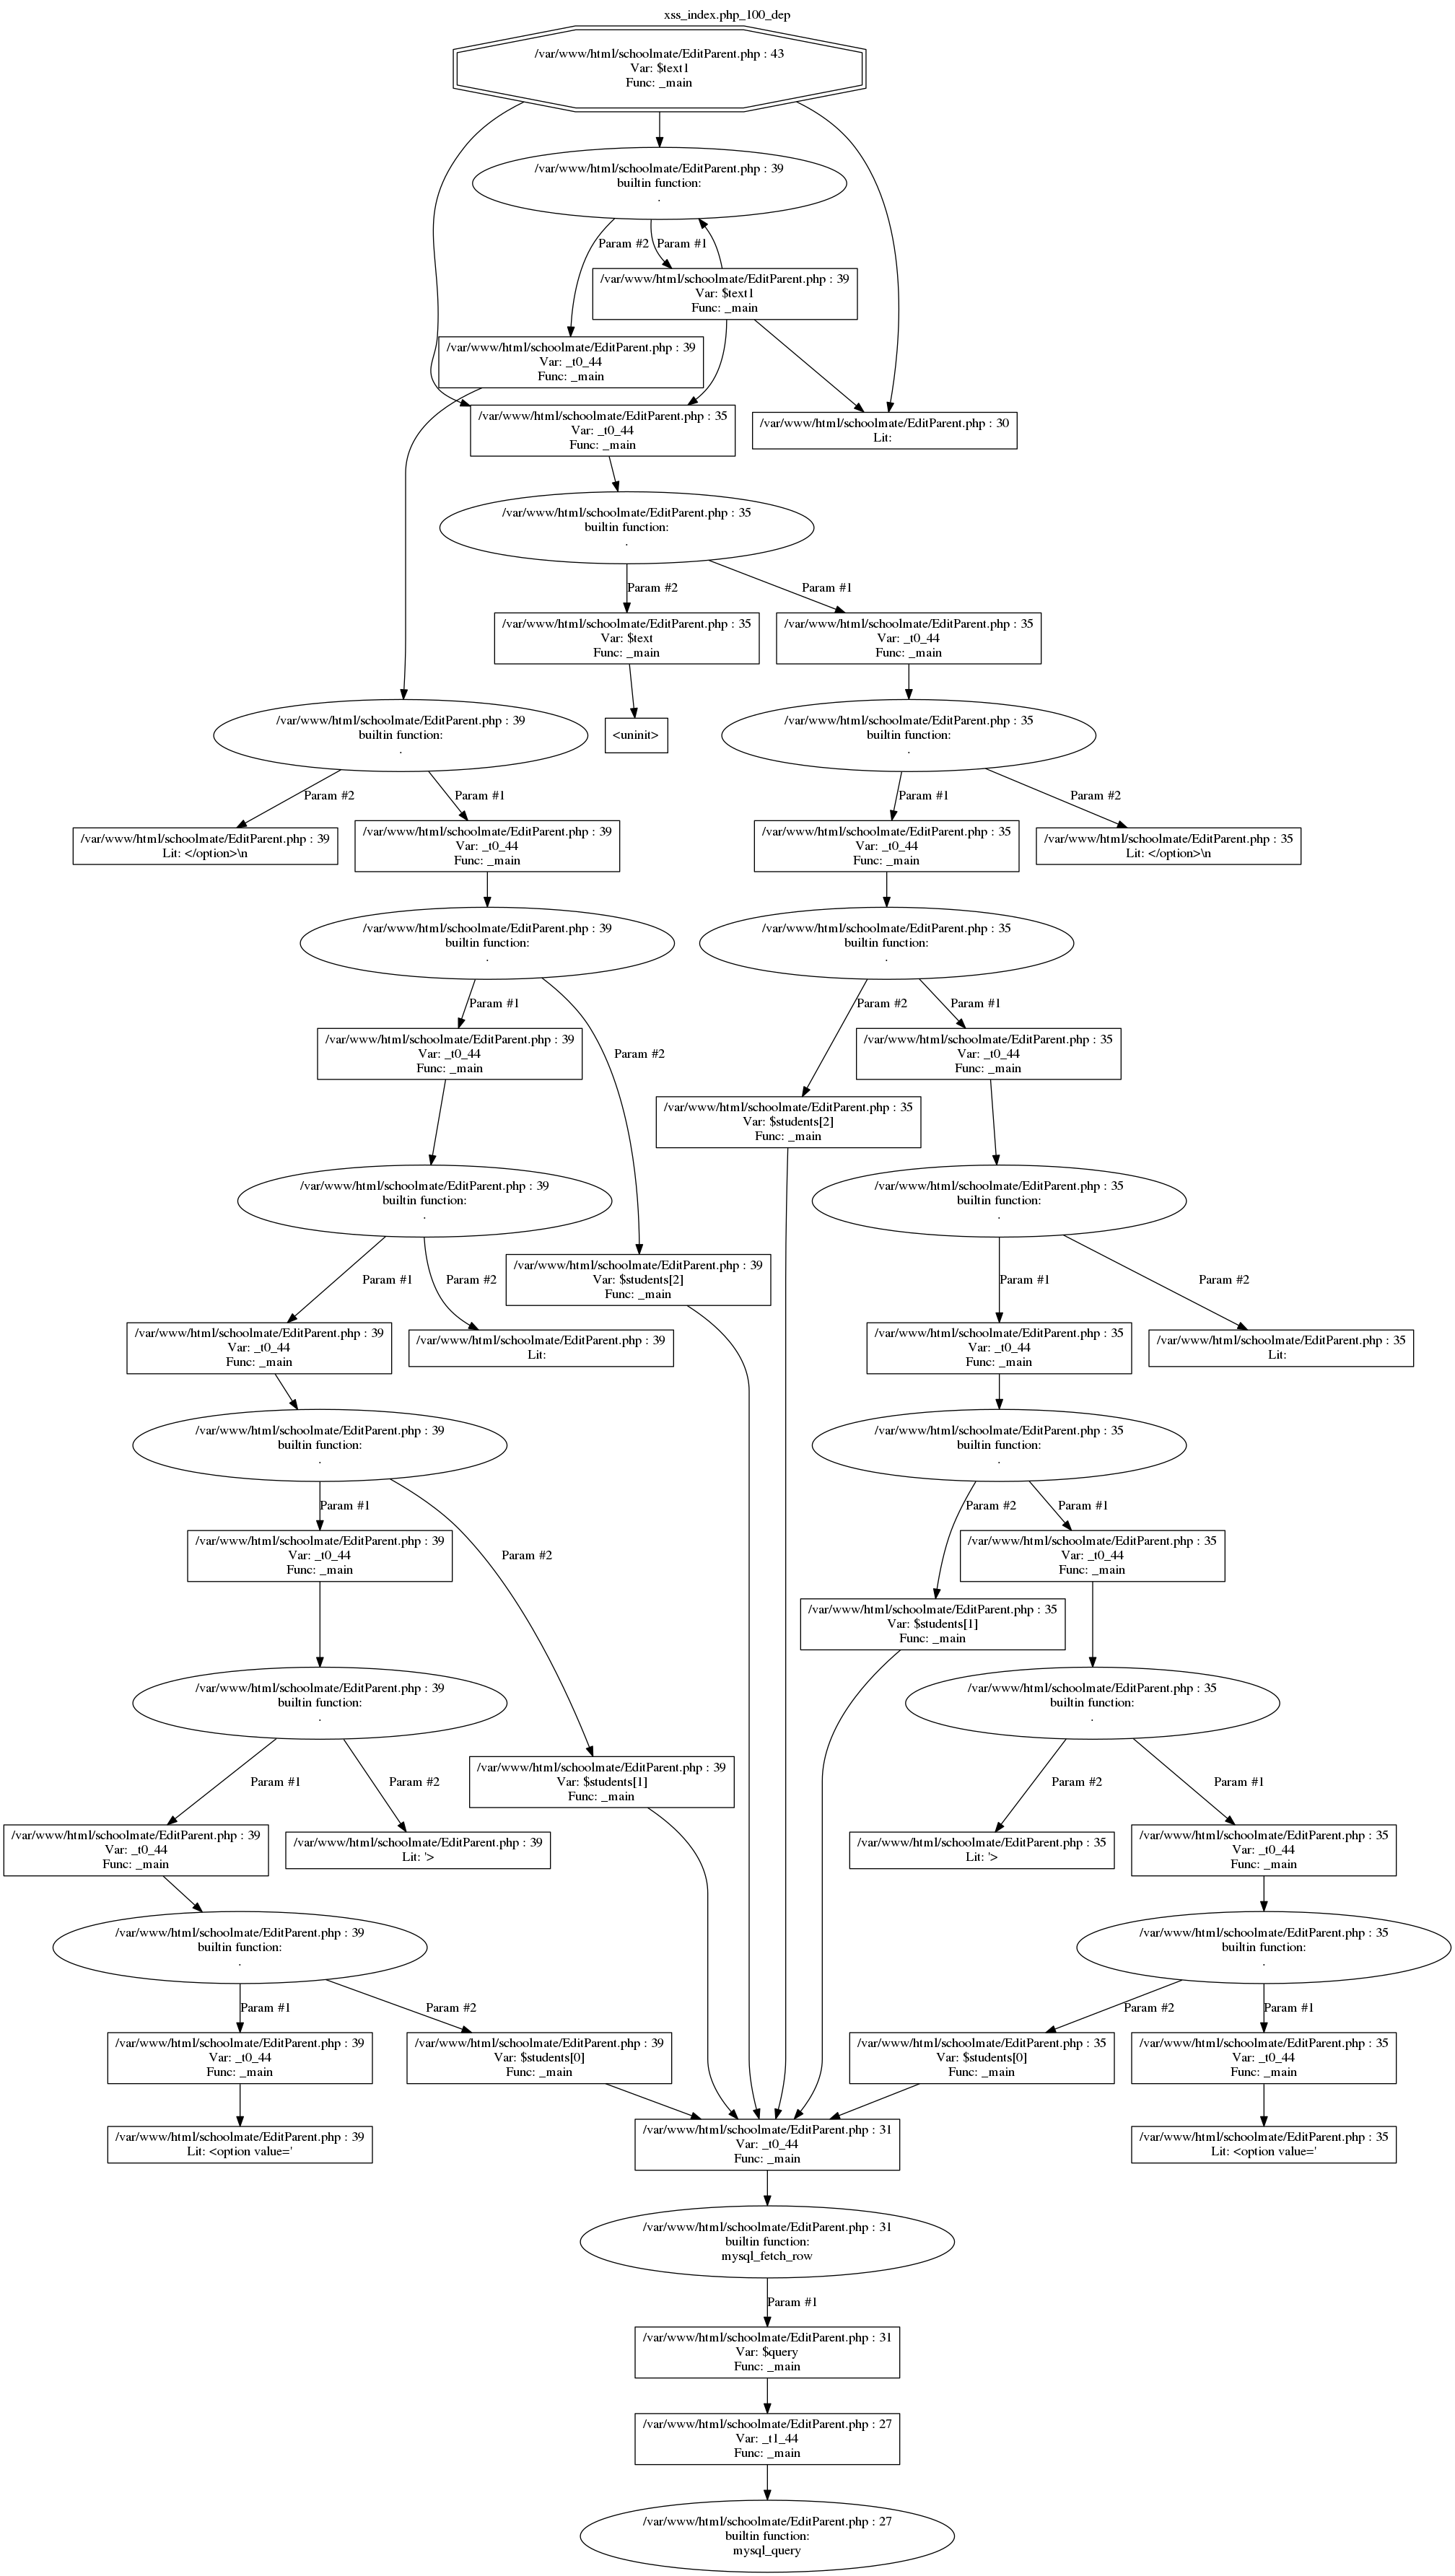 xss_index.php_100_dep
/var/www/html/schoolmate/EditParent.php : 43
Var: $text1
Func: _main
/var/www/html/schoolmate/EditParent.php : 39
builtin function:
.
Param #2
Param #1
/var/www/html/schoolmate/EditParent.php : 39
Var: $text1
Func: _main
/var/www/html/schoolmate/EditParent.php : 39
Var: _t0_44
Func: _main
/var/www/html/schoolmate/EditParent.php : 35
Var: _t0_44
Func: _main
/var/www/html/schoolmate/EditParent.php : 30
Lit:
/var/www/html/schoolmate/EditParent.php : 35
builtin function:
.
Param #2
Param #1
/var/www/html/schoolmate/EditParent.php : 35
Var: $text
Func: _main
/var/www/html/schoolmate/EditParent.php : 35
Var: _t0_44
Func: _main
/var/www/html/schoolmate/EditParent.php : 39
builtin function:
.
<uninit>
/var/www/html/schoolmate/EditParent.php : 35
builtin function:
.
Param #2
Param #1
Param #1
Param #2
/var/www/html/schoolmate/EditParent.php : 39
Lit: </option>\n
/var/www/html/schoolmate/EditParent.php : 39
Var: _t0_44
Func: _main
/var/www/html/schoolmate/EditParent.php : 35
Var: _t0_44
Func: _main
/var/www/html/schoolmate/EditParent.php : 35
Lit: </option>\n
/var/www/html/schoolmate/EditParent.php : 39
builtin function:
.
/var/www/html/schoolmate/EditParent.php : 35
builtin function:
.
Param #1
Param #2
Param #2
Param #1
/var/www/html/schoolmate/EditParent.php : 39
Var: _t0_44
Func: _main
/var/www/html/schoolmate/EditParent.php : 35
Var: _t0_44
Func: _main
/var/www/html/schoolmate/EditParent.php : 35
Var: $students[2]
Func: _main
/var/www/html/schoolmate/EditParent.php : 39
builtin function:
.
/var/www/html/schoolmate/EditParent.php : 35
builtin function:
.
Param #1
Param #2
/var/www/html/schoolmate/EditParent.php : 39
Var: $students[2]
Func: _main
Param #1
Param #2
/var/www/html/schoolmate/EditParent.php : 39
Var: _t0_44
Func: _main
/var/www/html/schoolmate/EditParent.php : 39
Lit:
/var/www/html/schoolmate/EditParent.php : 35
Var: _t0_44
Func: _main
/var/www/html/schoolmate/EditParent.php : 35
Lit:
/var/www/html/schoolmate/EditParent.php : 39
builtin function:
.
/var/www/html/schoolmate/EditParent.php : 35
builtin function:
.
Param #1
Param #2
Param #2
Param #1
/var/www/html/schoolmate/EditParent.php : 39
Var: _t0_44
Func: _main
/var/www/html/schoolmate/EditParent.php : 35
Var: _t0_44
Func: _main
/var/www/html/schoolmate/EditParent.php : 35
Var: $students[1]
Func: _main
/var/www/html/schoolmate/EditParent.php : 39
builtin function:
.
/var/www/html/schoolmate/EditParent.php : 35
builtin function:
.
Param #1
Param #2
/var/www/html/schoolmate/EditParent.php : 39
Var: $students[1]
Func: _main
Param #2
Param #1
/var/www/html/schoolmate/EditParent.php : 39
Var: _t0_44
Func: _main
/var/www/html/schoolmate/EditParent.php : 39
Lit: '>
/var/www/html/schoolmate/EditParent.php : 35
Lit: '>
/var/www/html/schoolmate/EditParent.php : 35
Var: _t0_44
Func: _main
/var/www/html/schoolmate/EditParent.php : 39
builtin function:
.
/var/www/html/schoolmate/EditParent.php : 35
builtin function:
.
Param #1
Param #2
Param #2
Param #1
/var/www/html/schoolmate/EditParent.php : 39
Var: _t0_44
Func: _main
/var/www/html/schoolmate/EditParent.php : 39
Var: $students[0]
Func: _main
/var/www/html/schoolmate/EditParent.php : 35
Var: $students[0]
Func: _main
/var/www/html/schoolmate/EditParent.php : 35
Var: _t0_44
Func: _main
/var/www/html/schoolmate/EditParent.php : 39
Lit: <option value='
/var/www/html/schoolmate/EditParent.php : 31
Var: _t0_44
Func: _main
/var/www/html/schoolmate/EditParent.php : 35
Lit: <option value='
/var/www/html/schoolmate/EditParent.php : 31
builtin function:
mysql_fetch_row
Param #1
/var/www/html/schoolmate/EditParent.php : 31
Var: $query
Func: _main
/var/www/html/schoolmate/EditParent.php : 27
Var: _t1_44
Func: _main
/var/www/html/schoolmate/EditParent.php : 27
builtin function:
mysql_query